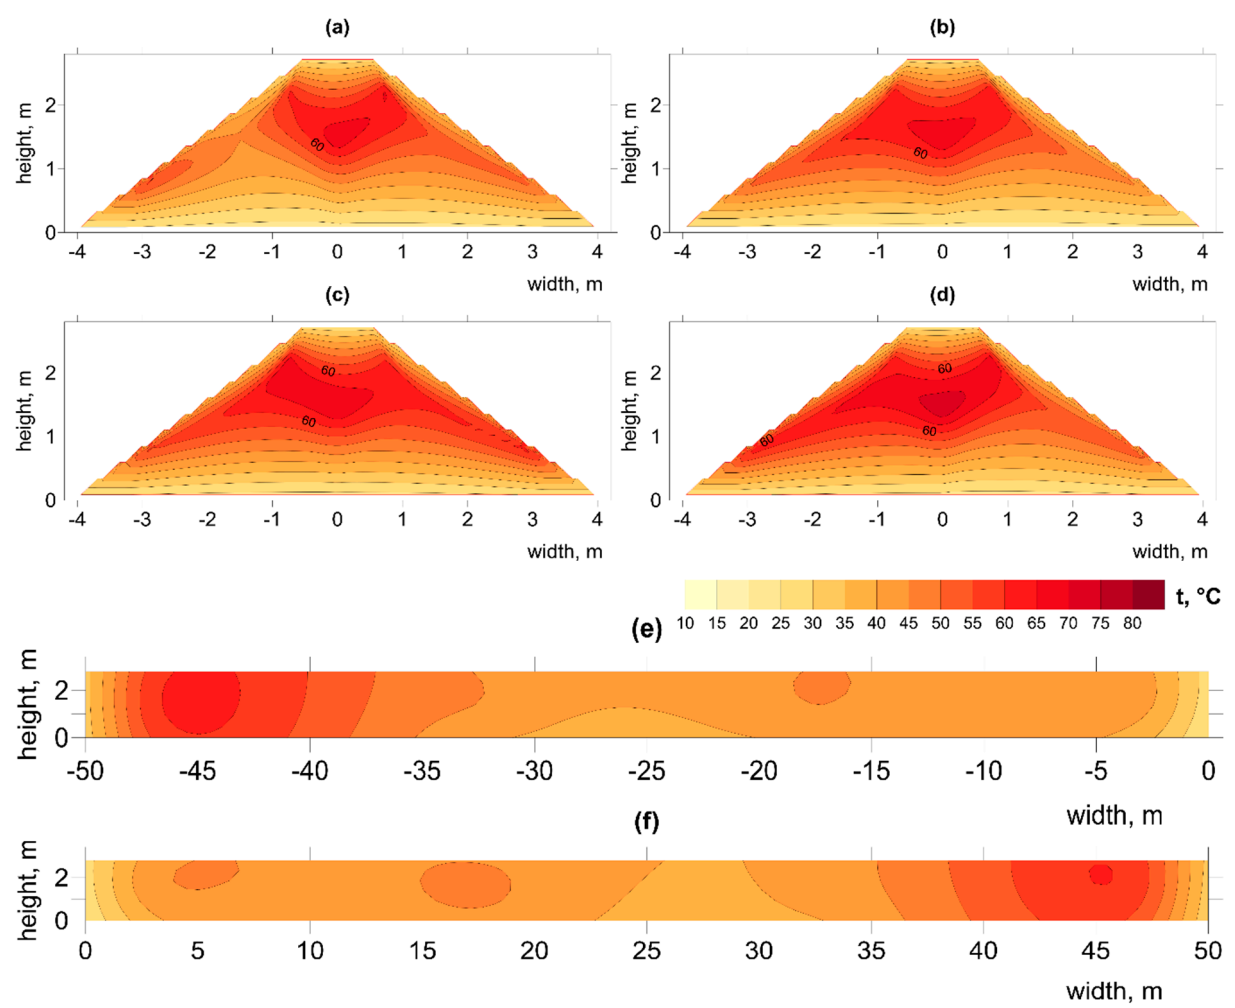 (a) (b)
height, m 2 1 0 60 height, m 2 1 0 60
-4 -3 -2 -1 0 1 2 3 4 -4 -3 -2 -1 0 1 2 3 4
width, m width, m
(c) (d)
height, m 2 1 0 60 60 height, m 2 1 0 60 60 60
-4 -3 -2 -1 0 1 2 3 4 -4 -3 -2 -1 0 1 2 3 4
width, m width, m
t, °C
10 15 20 25 30 35 40 45 50 55 60 65 70 75 80
(e)
height, m 2 0
-50 -45 -40 -35 -30 -25 -20 -15 -10 -5 0
width, m
(f)
height, m 2 0
0 5 10 15 20 25 30 35 40 45 50
width, m